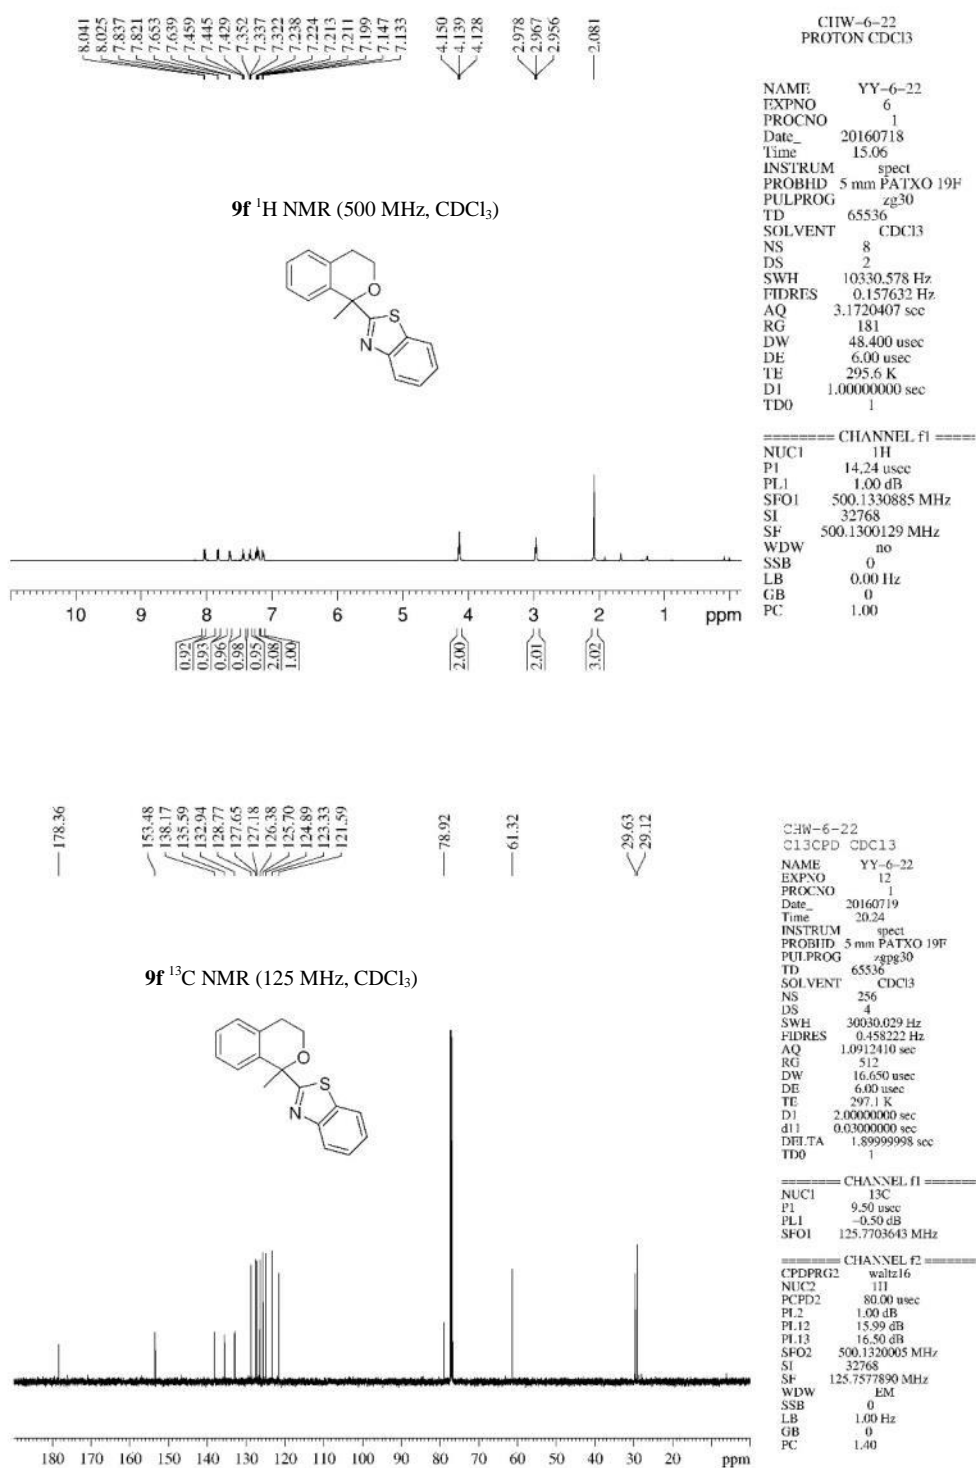 8.041
8.025
7.837
7.821
7.653
7.639
7.459
7.445
7.429
7.352
7.337
7.322
7.238
7.224
7.213
7.211
7.199
7.147
7.133
4.150
4.139
4.128
2.978
2.967
2.956
2.081
CHW-6-22
PROTON CDCl3
NAME YY-6-22
EXPNO 6
PROCNO 1
Date_ 20160718
Time 15.06
INSTRUM spect
PROBHD 5 mm PATXO 19F
PULPROG zg30
TD 65536
SOLVENT CDCl3
NS 8
DS 2
SWH 10330.578 Hz
FIDRES 0.157632 Hz
AQ 3.1720407 sec
RG 181
DW 48.400 usec
DE 6.00 usec
TE 295.6 K
D1 1.00000000 sec
TD0 1
======== CHANNEL f1 =====
NUC1 1H
P1 14.24 usec
PL1 1.00 dB
SFO1 500.1330885 MHz
SI 32768
SF 500.1300129 MHz
WDW no
SSB 0
LB 0.00 Hz
GB 0
PC 1.00
9f ¹H NMR (500 MHz, CDCl₃)
O
S
N
10 9 8 7 6 5 4 3 2 1 ppm
0.92
0.93
0.96
0.98
0.95
2.08
1.00
2.00
2.01
3.02
178.36
153.48
138.17
135.59
132.94
128.77
127.65
127.18
126.38
125.70
124.89
123.33
121.59
78.92
61.32
29.63
29.12
CHW-6-22
C13CPD CDCl3
NAME YY-6-22
EXPNO 12
PROCNO 1
Date_ 20160719
Time 20.24
INSTRUM spect
PROBHD 5 mm PATXO 19F
PULPROG zgpg30
TD 65536
SOLVENT CDCl3
NS 256
DS 4
SWH 30030.029 Hz
FIDRES 0.458222 Hz
AQ 1.0912410 sec
RG 512
DW 16.650 usec
DE 6.00 usec
TE 297.1 K
D1 2.00000000 sec
d11 0.03000000 sec
DELTA 1.89999998 sec
TD0 1
======== CHANNEL f1 ========
NUC1 13C
P1 9.50 usec
PL1 -0.50 dB
SFO1 125.7703643 MHz
======== CHANNEL f2 ========
CPDPRG2 waltz16
NUC2 1H
PCPD2 80.00 usec
PL2 1.00 dB
PL12 15.99 dB
PL13 16.50 dB
SFO2 500.1320005 MHz
SI 32768
SF 125.7577890 MHz
WDW EM
SSB 0
LB 1.00 Hz
GB 0
PC 1.40
9f ¹³C NMR (125 MHz, CDCl₃)
O
S
N
180 170 160 150 140 130 120 110 100 90 80 70 60 50 40 30 20 ppm